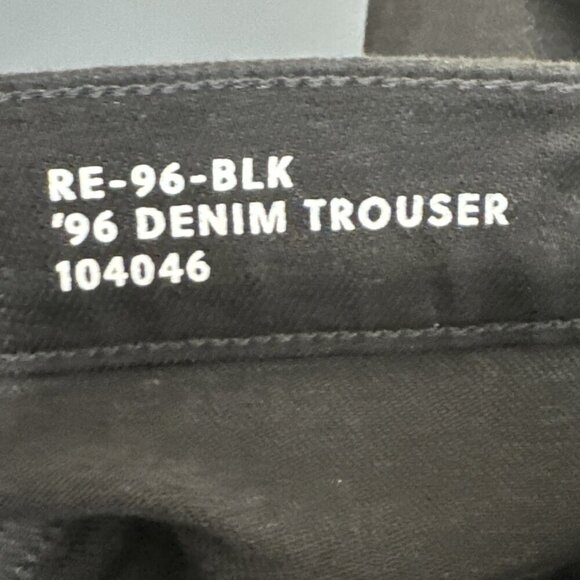 RE-96-BLK
'96 DENIM TROUSER
104046